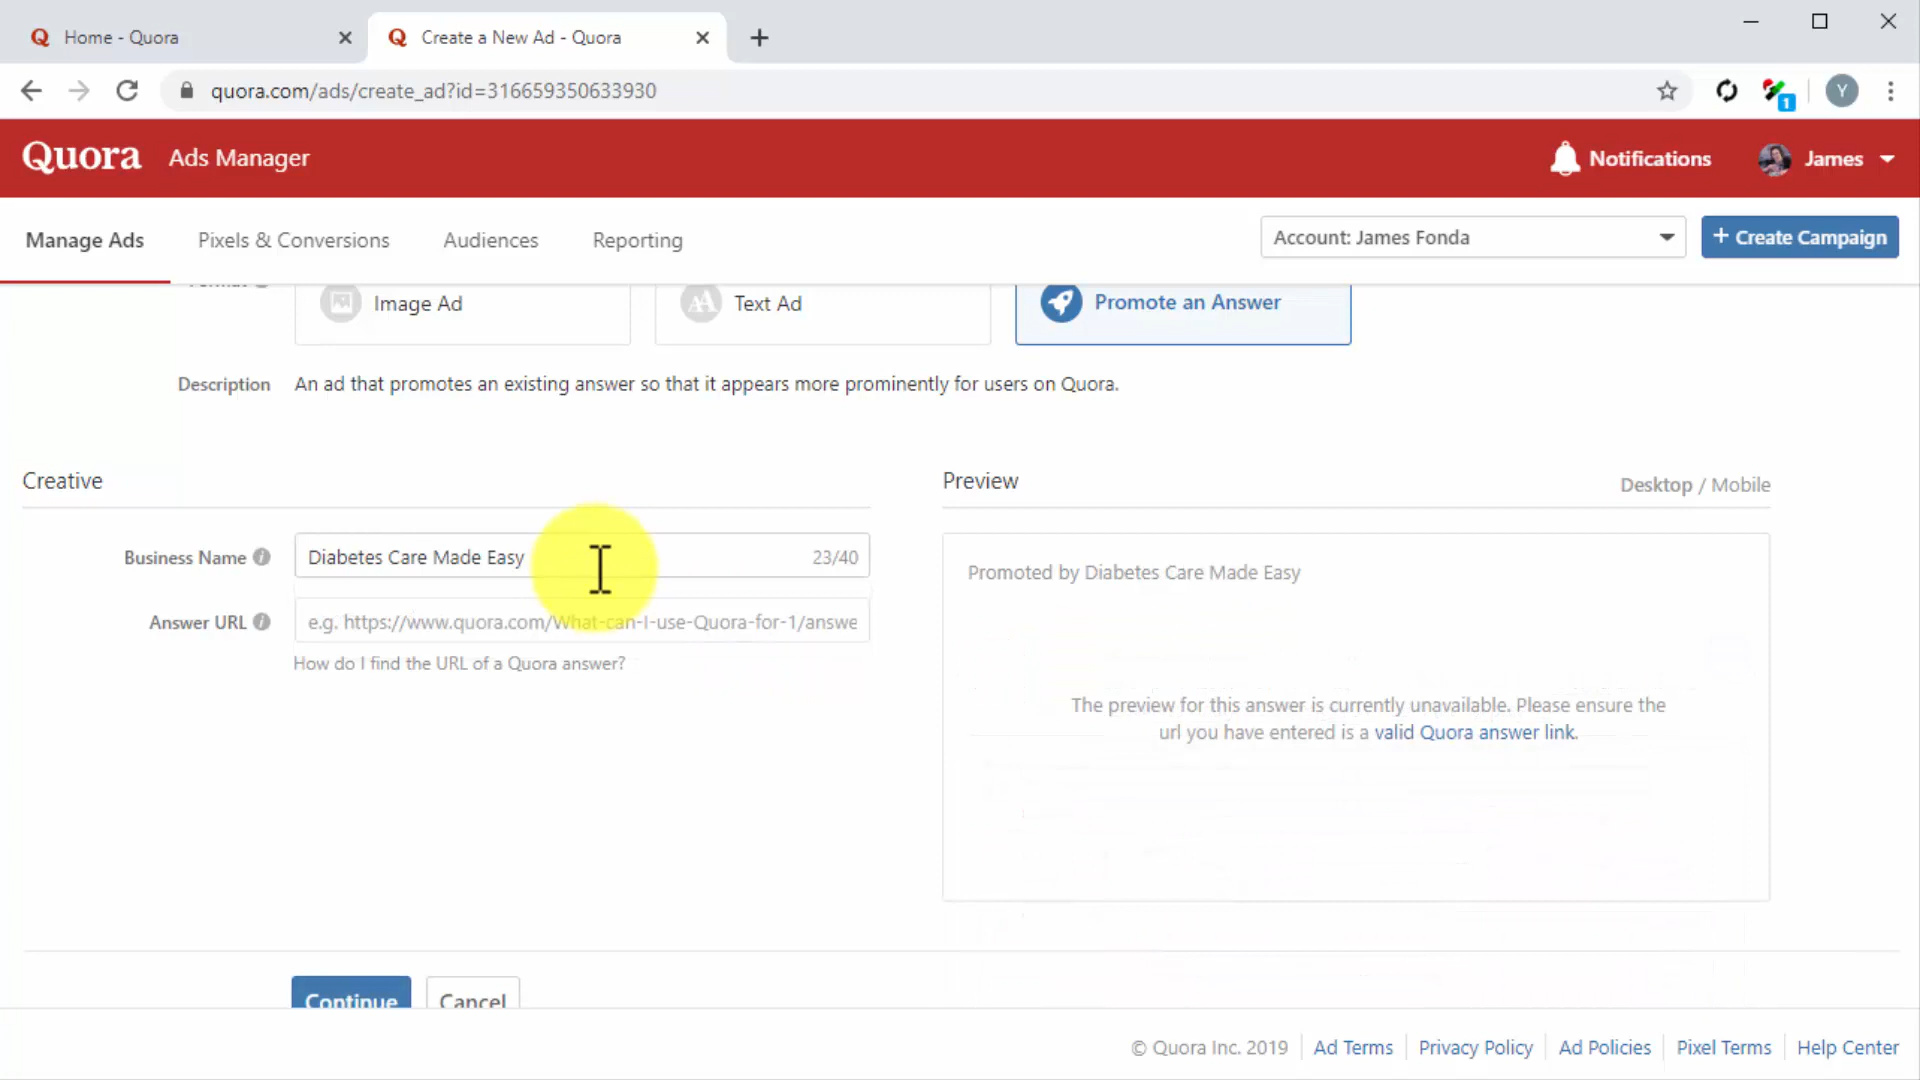 Home - Quora
Create a New Ad - Quora
quora.com/ads/create_ad?id=316659350633930
1
Y
Quora Ads Manager
Notifications
James
Manage Ads
Pixels & Conversions
Audiences
Reporting
Account: James Fonda
+ Create Campaign
Image Ad
Text Ad
Promote an Answer
Description An ad that promotes an existing answer so that it appears more prominently for users on Quora.
Creative
Preview
Desktop / Mobile
Business Name
Diabetes Care Made Easy 23/40
Promoted by Diabetes Care Made Easy
Answer URL
e.g. https://www.quora.com/What-can-I-use-Quora-for-1/answe
How do I find the URL of a Quora answer?
The preview for this answer is currently unavailable. Please ensure the
url you have entered is a valid Quora answer link.
Continue
Cancel
© Quora Inc. 2019
Ad Terms
Privacy Policy
Ad Policies
Pixel Terms
Help Center